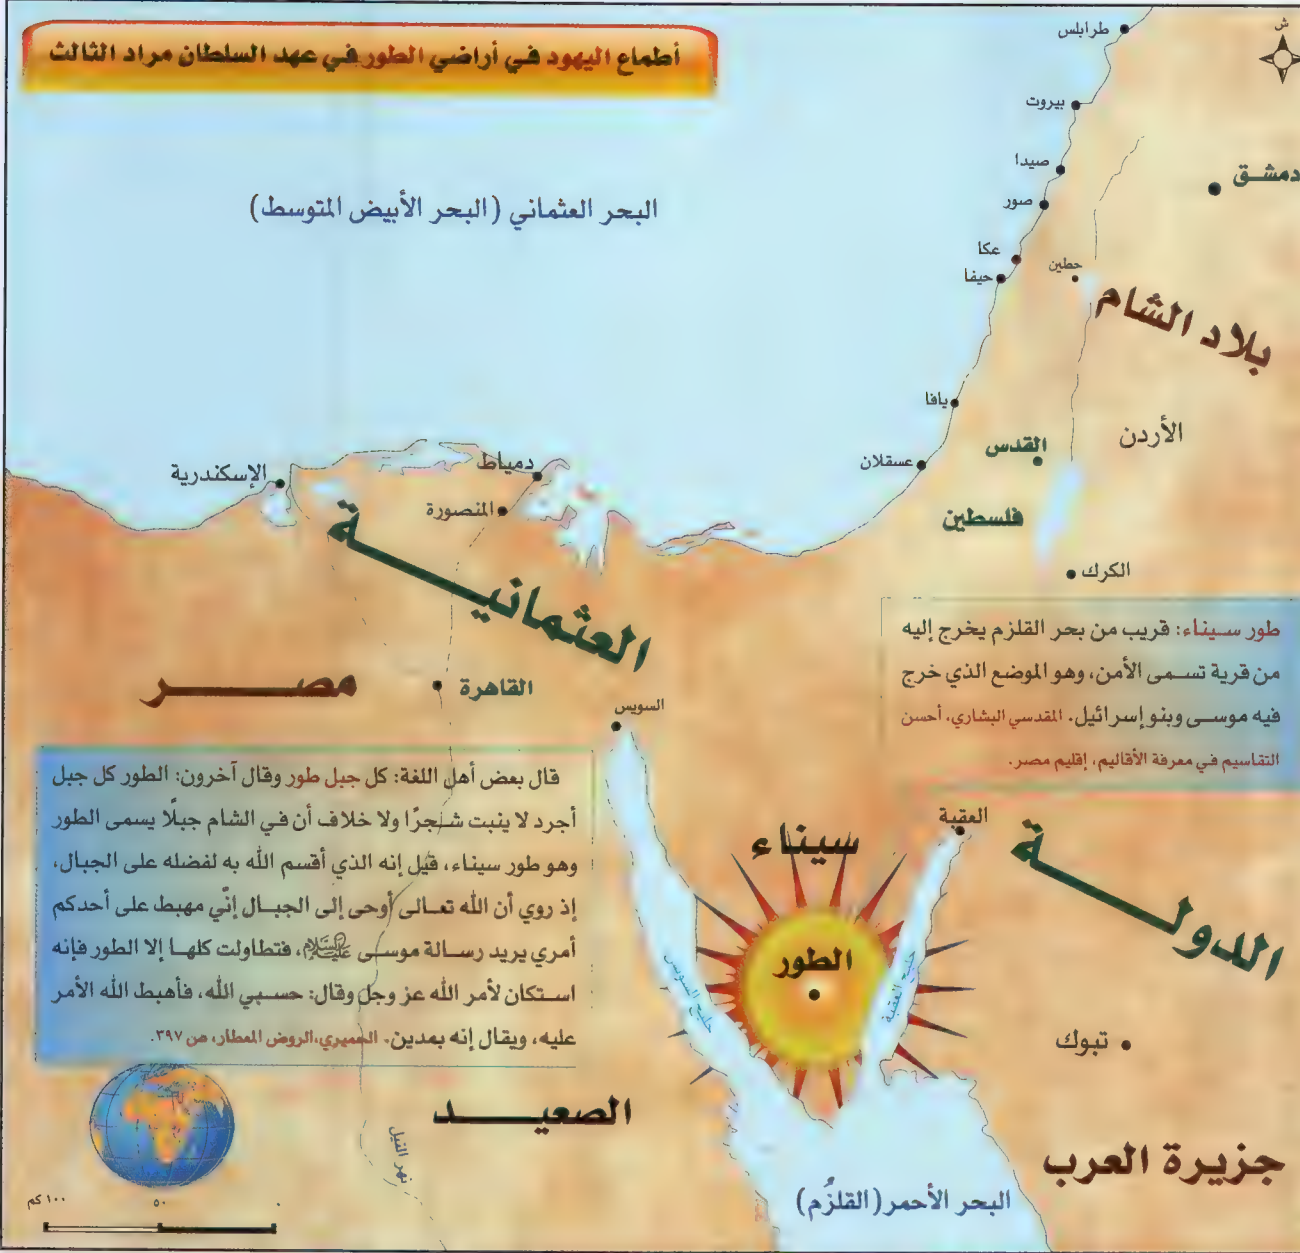 أطماع اليهود في أراضي الطور في عهد السلطان مراد الثالث
ش
طرابلس
بيروت
صيدا
دمشق
صور
البحر العثماني (البحر الأبيض المتوسط)
عكا
حطين
حيفا
بلاد الشام
يافا
الأردن
القدس
عسقلان
دمياط
الإسكندرية
المنصورة
فلسطين
الكرك
العثمانية
طور سيناء: قريب من بحر القلزم يخرج إليه
من قرية تسمى الأمن، وهو الموضع الذي خرج
فيه موسى وبنو إسرائيل. المقدسي البشاري، أحسن
التقاسيم في معرفة الأقاليم، إقليم مصر.
مصر
القاهرة
السويس
قال بعض أهل اللغة: كل جبل طور وقال آخرون: الطور كل جبل
أجرد لا ينبت شجرًا ولا خلاف أن في الشام جبلًا يسمى الطور
وهو طور سيناء، قيل إنه الذي أقسم الله به لفضله على الجبال،
إذ روي أن الله تعالى أوحى إلى الجبال إنّي مهبط على أحدكم
أمري يريد رسالة موسى عليه السلام، فتطاولت كلها إلا الطور فإنه
استكان لأمر الله عز وجل وقال: حسبي الله، فأهبط الله الأمر
عليه، ويقال إنه بمدين. الحميري، الروض المعطار، ص ٣٩٧.
العقبة
سيناء
الدولة
الطور
خليج السويس
خليج العقبة
تبوك
الصعيد
نهر النيل
جزيرة العرب
البحر الأحمر (القلزُم)
٠ ٥٠ ١٠٠ كم